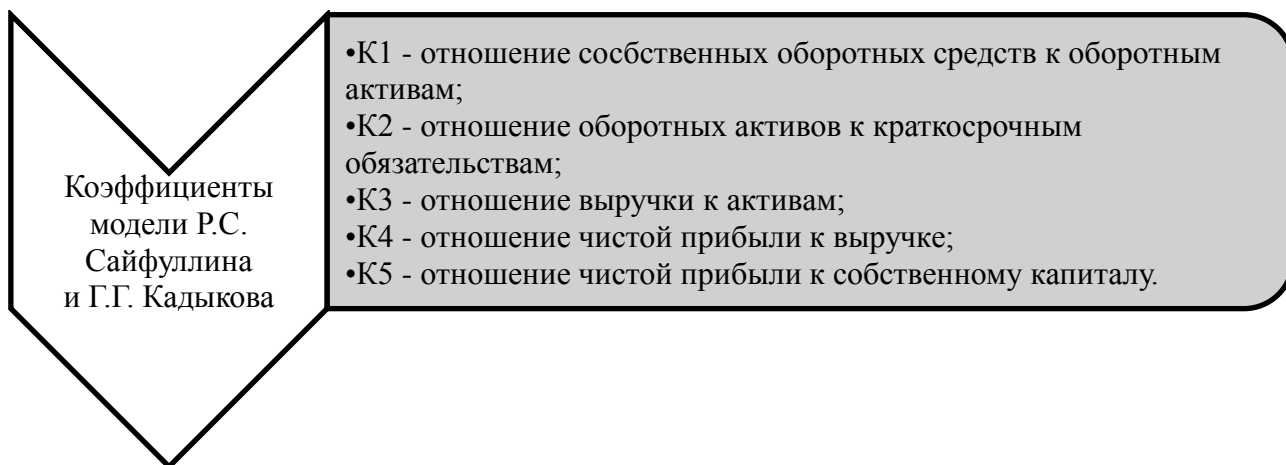 Коэффициенты
модели Р.С.
Сайфуллина
и Г.Г. Кадыкова
•К1 - отношение сосбственных оборотных средств к оборотным
активам;
•К2 - отношение оборотных активов к краткосрочным
обязательствам;
•К3 - отношение выручки к активам;
•К4 - отношение чистой прибыли к выручке;
•К5 - отношение чистой прибыли к собственному капиталу.